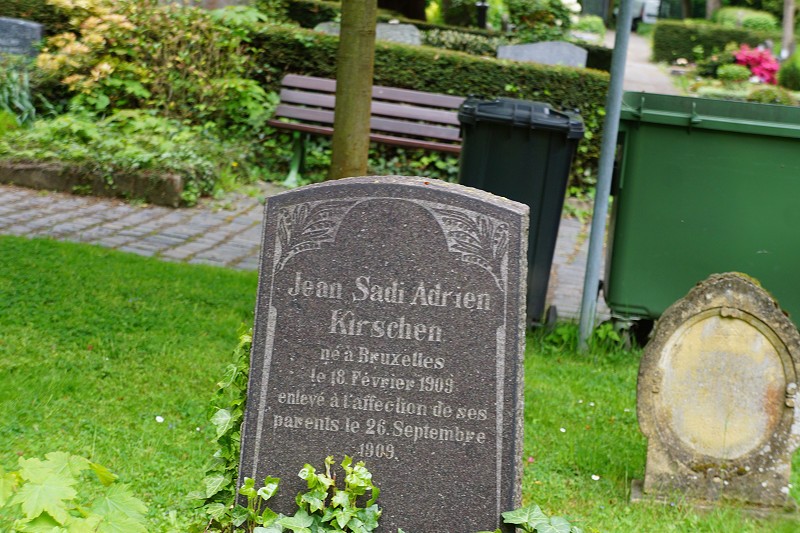 Jean Sadi Adrien
Kirschen
né à Bruxelles
le 18. Février 1909
enlevé à l'affection de ses
parents le 26. Septembre
1909.